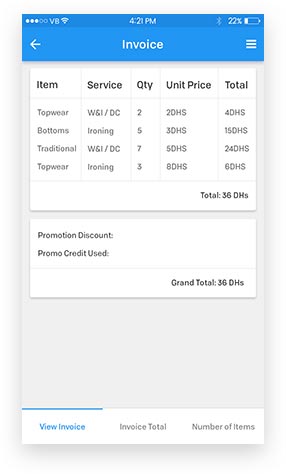 VB 4:21 PM 22%
Invoice
Item Service Qty Unit Price Total
Topwear W&I / DC 2 2DHS 4DHS
Bottoms Ironing 5 3DHS 15DHS
Traditional W&I / DC 7 5DHS 24DHS
Topwear Ironing 3 8DHS 6DHS
Total: 36 DHs
Promotion Discount:
Promo Credit Used:
Grand Total: 36 DHs
View Invoice Invoice Total Number of Items